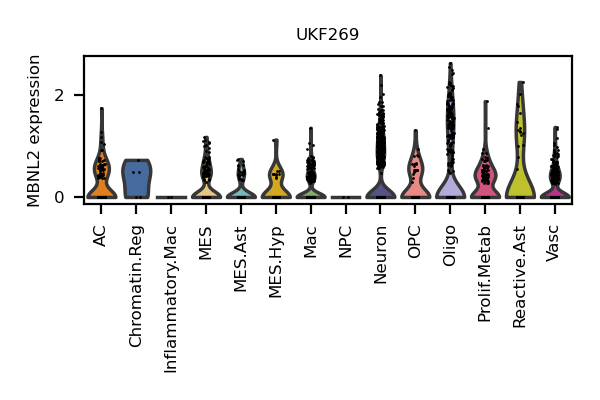 UKF269
MBNL2 expression
2
0
AC
Chromatin.Reg
Inflammatory.Mac
MES
MES.Ast
MES.Hyp
Mac
NPC
Neuron
OPC
Oligo
Prolif.Metab
Reactive.Ast
Vasc